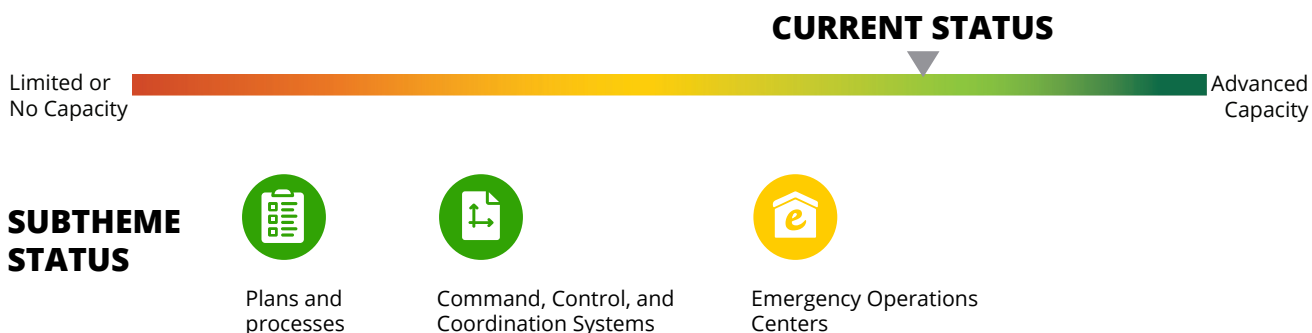 CURRENT STATUS
Limited or
No Capacity
Advanced
Capacity
SUBTHEME
STATUS
e
Plans and
processes
Command, Control, and
Coordination Systems
Emergency Operations
Centers